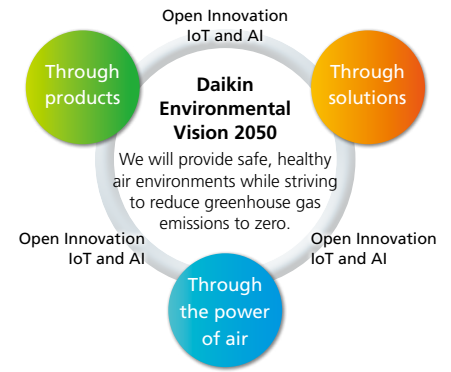 Open Innovation
IoT and AI
Through
products
Through
solutions
Daikin
Environmental
Vision 2050
We will provide safe, healthy
air environments while striving
to reduce greenhouse gas
emissions to zero.
Open Innovation
IoT and AI
Open Innovation
IoT and AI
Through
the power
of air